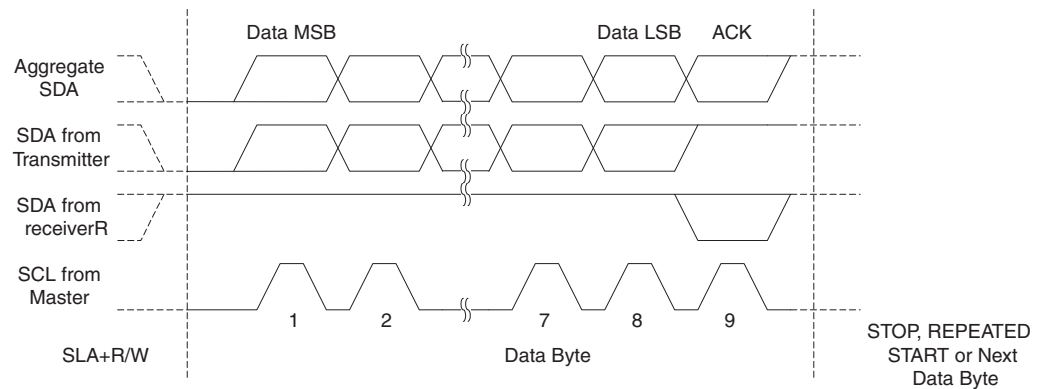 Data MSB Data LSB ACK
Aggregate
SDA
SDA from
Transmitter
SDA from
receiverR
SCL from
Master
1 2 7 8 9
SLA+R/W
Data Byte
STOP, REPEATED
START or Next
Data Byte